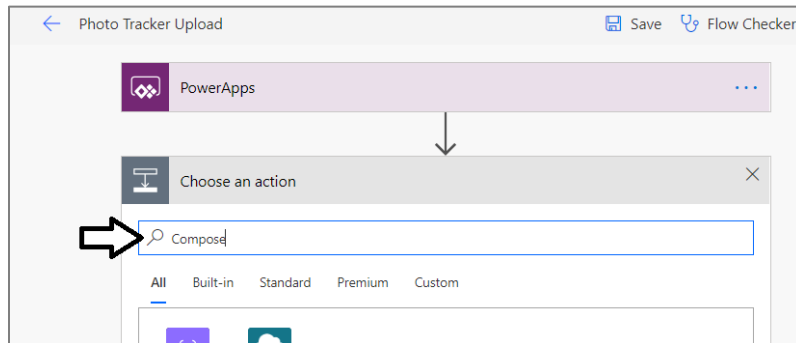 Photo Tracker Upload Save Flow Checker
PowerApps
Choose an action
Compose
All Built-in Standard Premium Custom